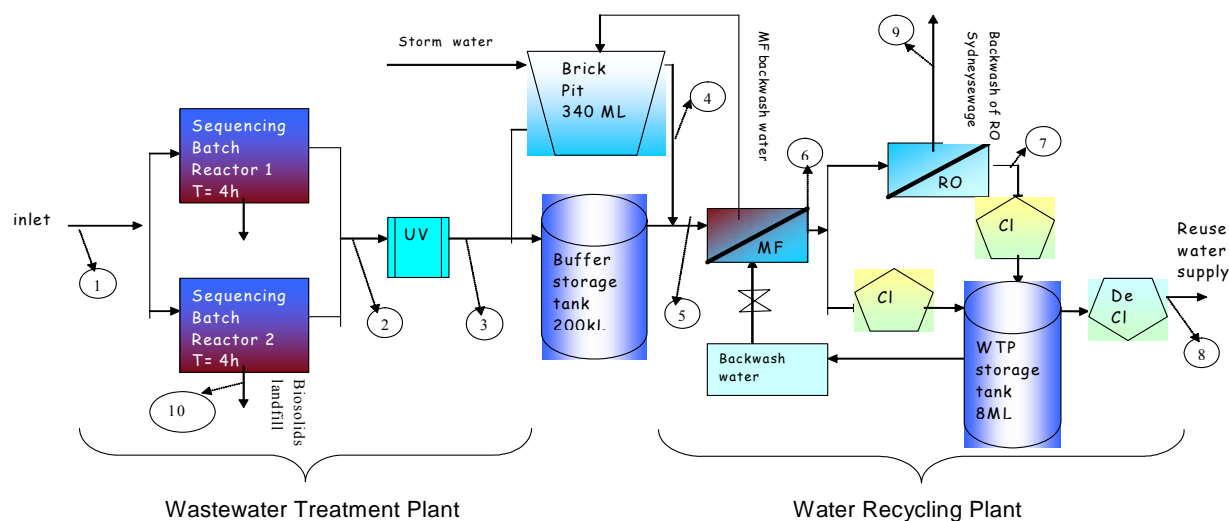 Storm water
Brick
Pit
340 ML
MF backwash water
9
Backwash of RO
Sydneysewage
4
6
7
RO
Sequencing
Batch
Reactor 1
T= 4h
inlet
1
UV
2
3
Buffer
storage
tank
200kL
5
MF
Cl
Cl
Reuse
water
supply
De
Cl
8
Sequencing
Batch
Reactor 2
T= 4h
10
Biosolids
landfill
Backwash
water
WTP
storage
tank
8ML
Wastewater Treatment Plant
Water Recycling Plant